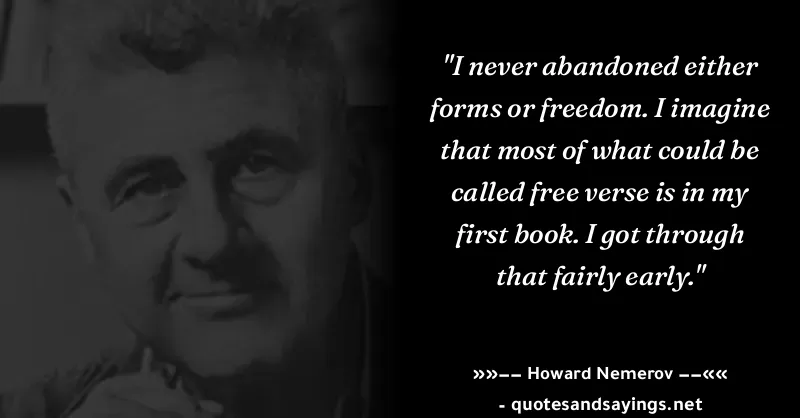 "I never abandoned either
forms or freedom. I imagine
that most of what could be
called free verse is in my
first book. I got through
that fairly early."
»»–– Howard Nemerov ––««
- quotesandsayings.net